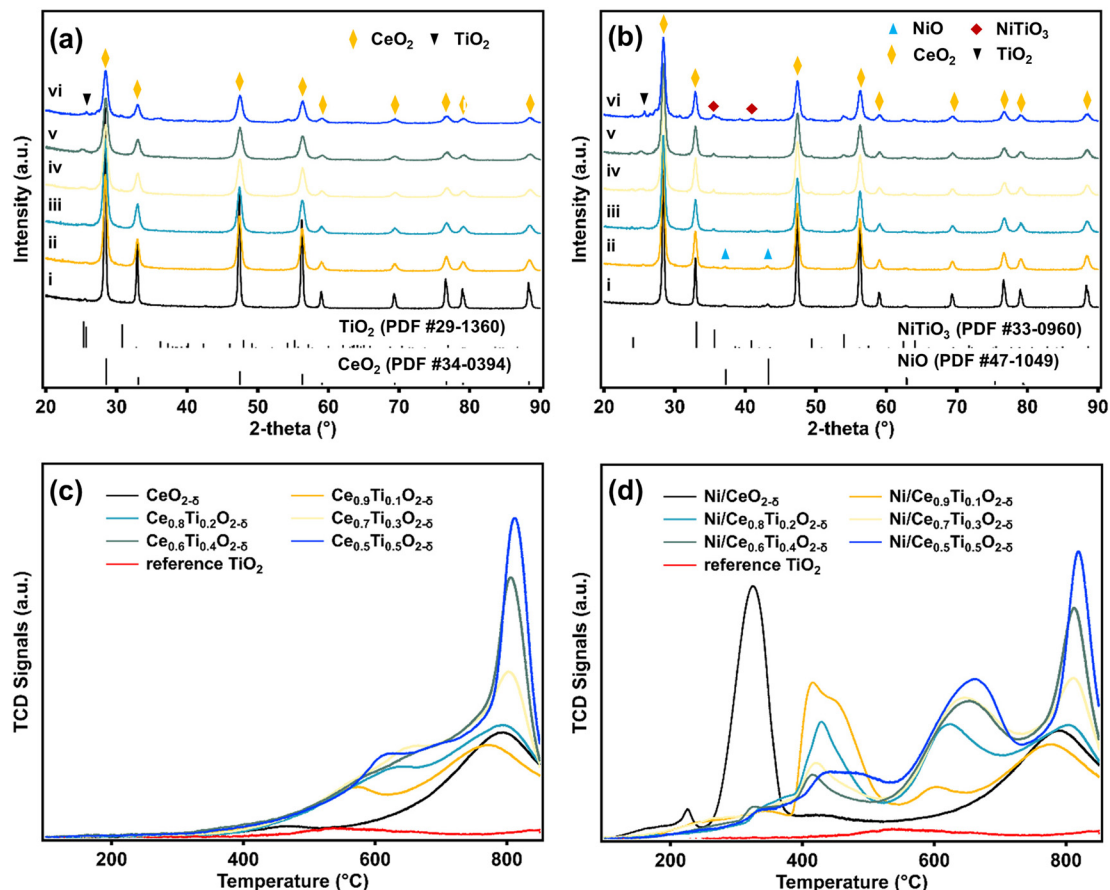 (a)
CeO₂
TiO₂
vi
v
iv
iii
ii
i
TiO₂ (PDF #29-1360)
CeO₂ (PDF #34-0394)
20 30 40 50 60 70 80 90
2-theta (°)
Intensity (a.u.)
(b)
NiO
NiTiO₃
CeO₂
TiO₂
vi
v
iv
iii
ii
i
NiTiO₃ (PDF #33-0960)
NiO (PDF #47-1049)
20 30 40 50 60 70 80 90
2-theta (°)
Intensity (a.u.)
(c)
CeO₂₋δ
Ce₀.₉Ti₀.₁O₂₋δ
Ce₀.₈Ti₀.₂O₂₋δ
Ce₀.₇Ti₀.₃O₂₋δ
Ce₀.₆Ti₀.₄O₂₋δ
Ce₀.₅Ti₀.₅O₂₋δ
reference TiO₂
200 400 600 800
Temperature (°C)
TCD Signals (a.u.)
(d)
Ni/CeO₂₋δ
Ni/Ce₀.₉Ti₀.₁O₂₋δ
Ni/Ce₀.₈Ti₀.₂O₂₋δ
Ni/Ce₀.₇Ti₀.₃O₂₋δ
Ni/Ce₀.₆Ti₀.₄O₂₋δ
Ni/Ce₀.₅Ti₀.₅O₂₋δ
reference TiO₂
200 400 600 800
Temperature (°C)
TCD Signals (a.u.)